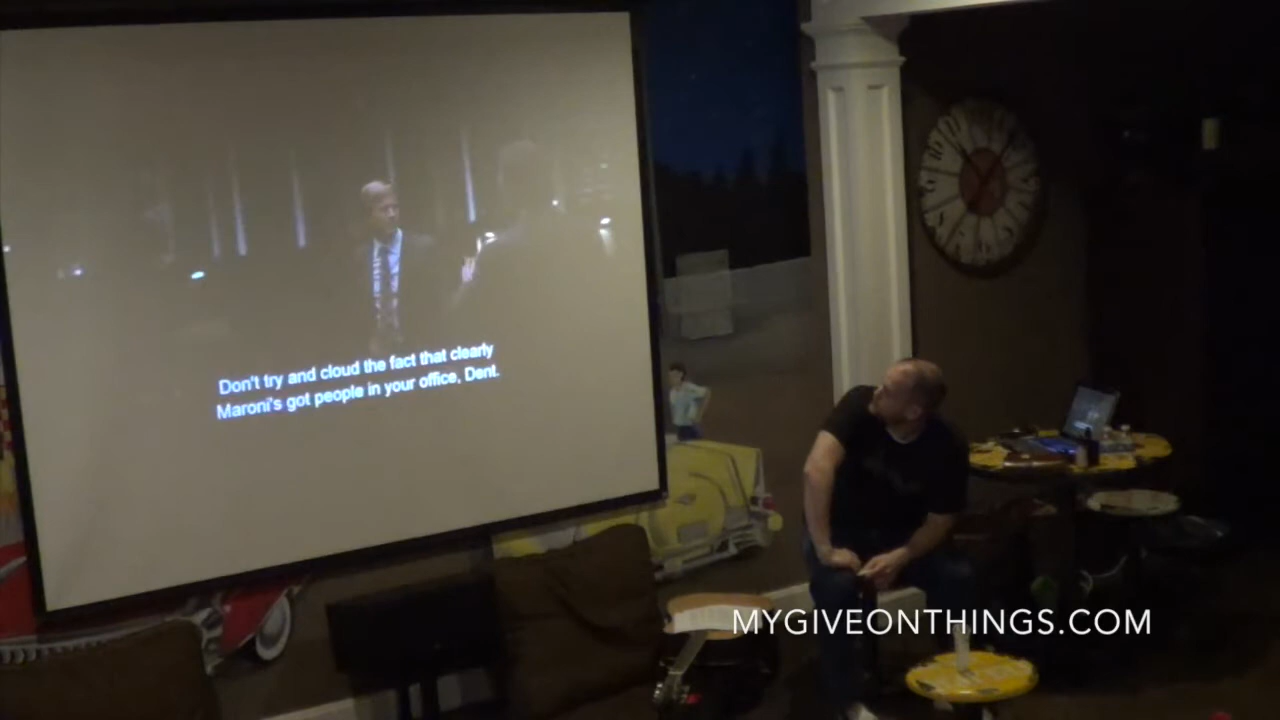 Don't try and cloud the fact that clearly
Maroni's got people in your office, Dent.
MYGIVEONTHINGS.COM